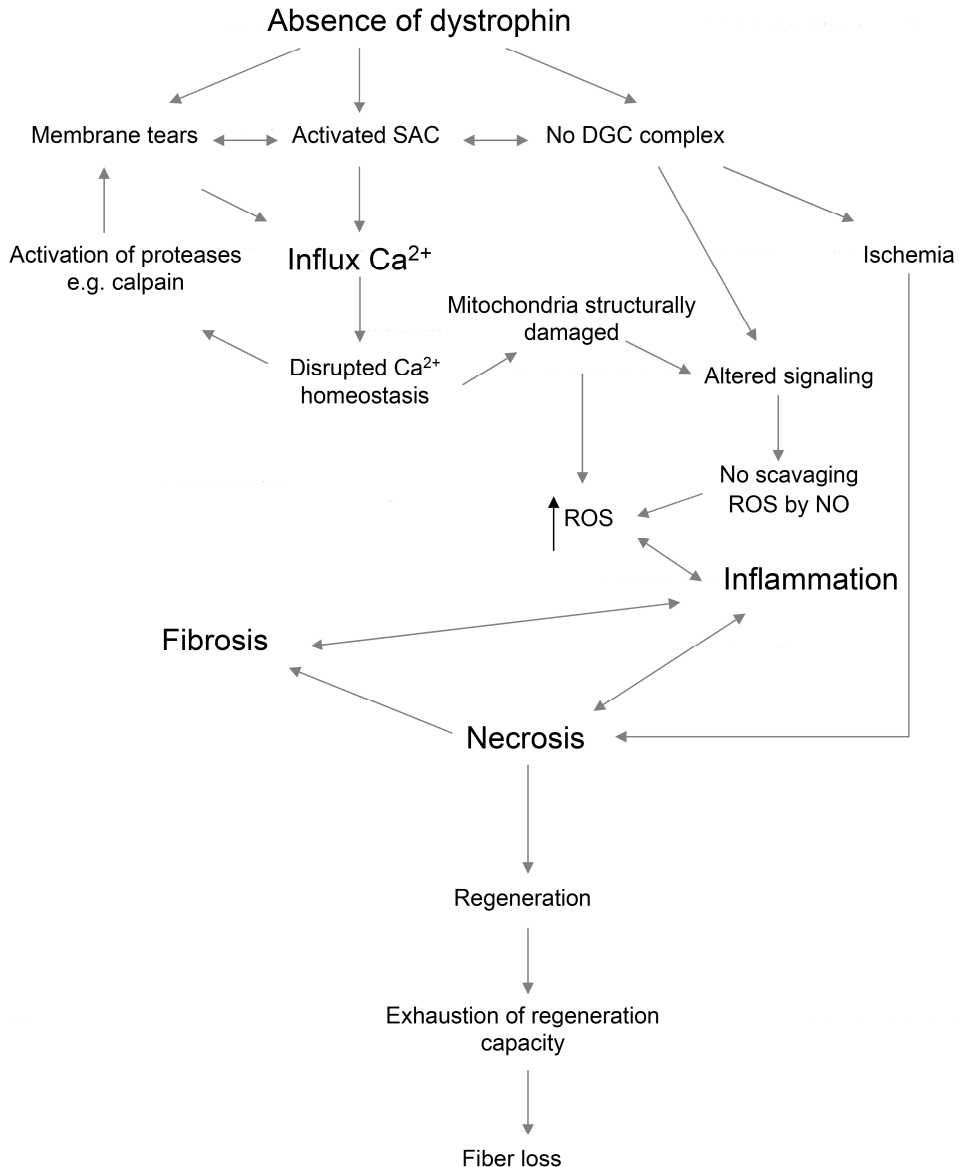 Absence of dystrophin
Membrane tears
Activated SAC
No DGC complex
Activation of proteases
e.g. calpain
Influx Ca²⁺
Ischemia
Mitochondria structurally
damaged
Disrupted Ca²⁺
homeostasis
Altered signaling
No scavaging
ROS by NO
ROS
Inflammation
Fibrosis
Necrosis
Regeneration
Exhaustion of regeneration
capacity
Fiber loss